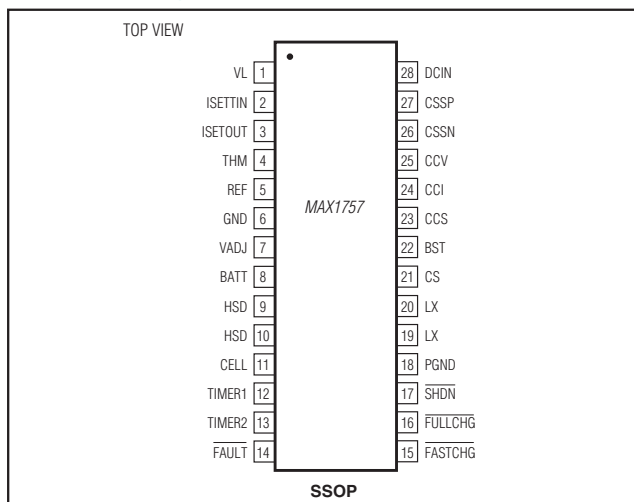 TOP VIEW
VL 1
ISETTIN 2
ISETOUT 3
THM 4
REF 5
GND 6
VADJ 7
BATT 8
HSD 9
HSD 10
CELL 11
TIMER1 12
TIMER2 13
FAULT 14
MAX1757
28 DCIN
27 CSSP
26 CSSN
25 CCV
24 CCI
23 CCS
22 BST
21 CS
20 LX
19 LX
18 PGND
17 SHDN
16 FULLCHG
15 FASTCHG
SSOP